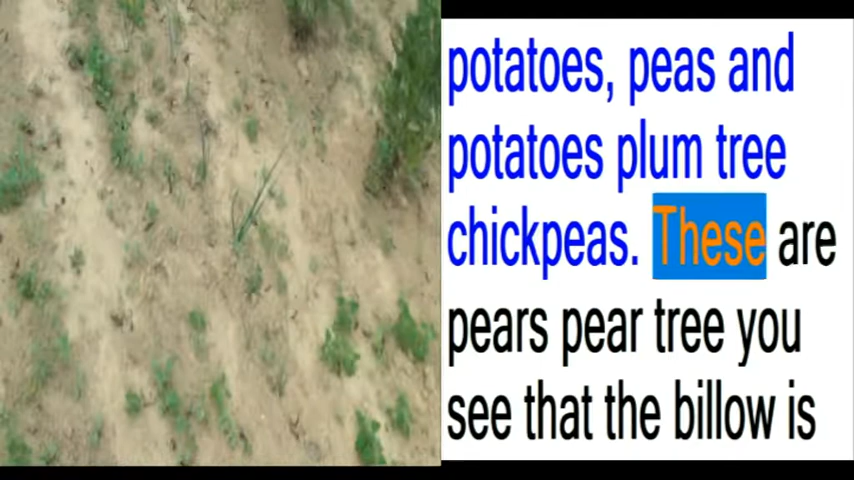 potatoes, peas and
potatoes plum tree
chickpeas. These are
pears pear tree you
see that the billow is